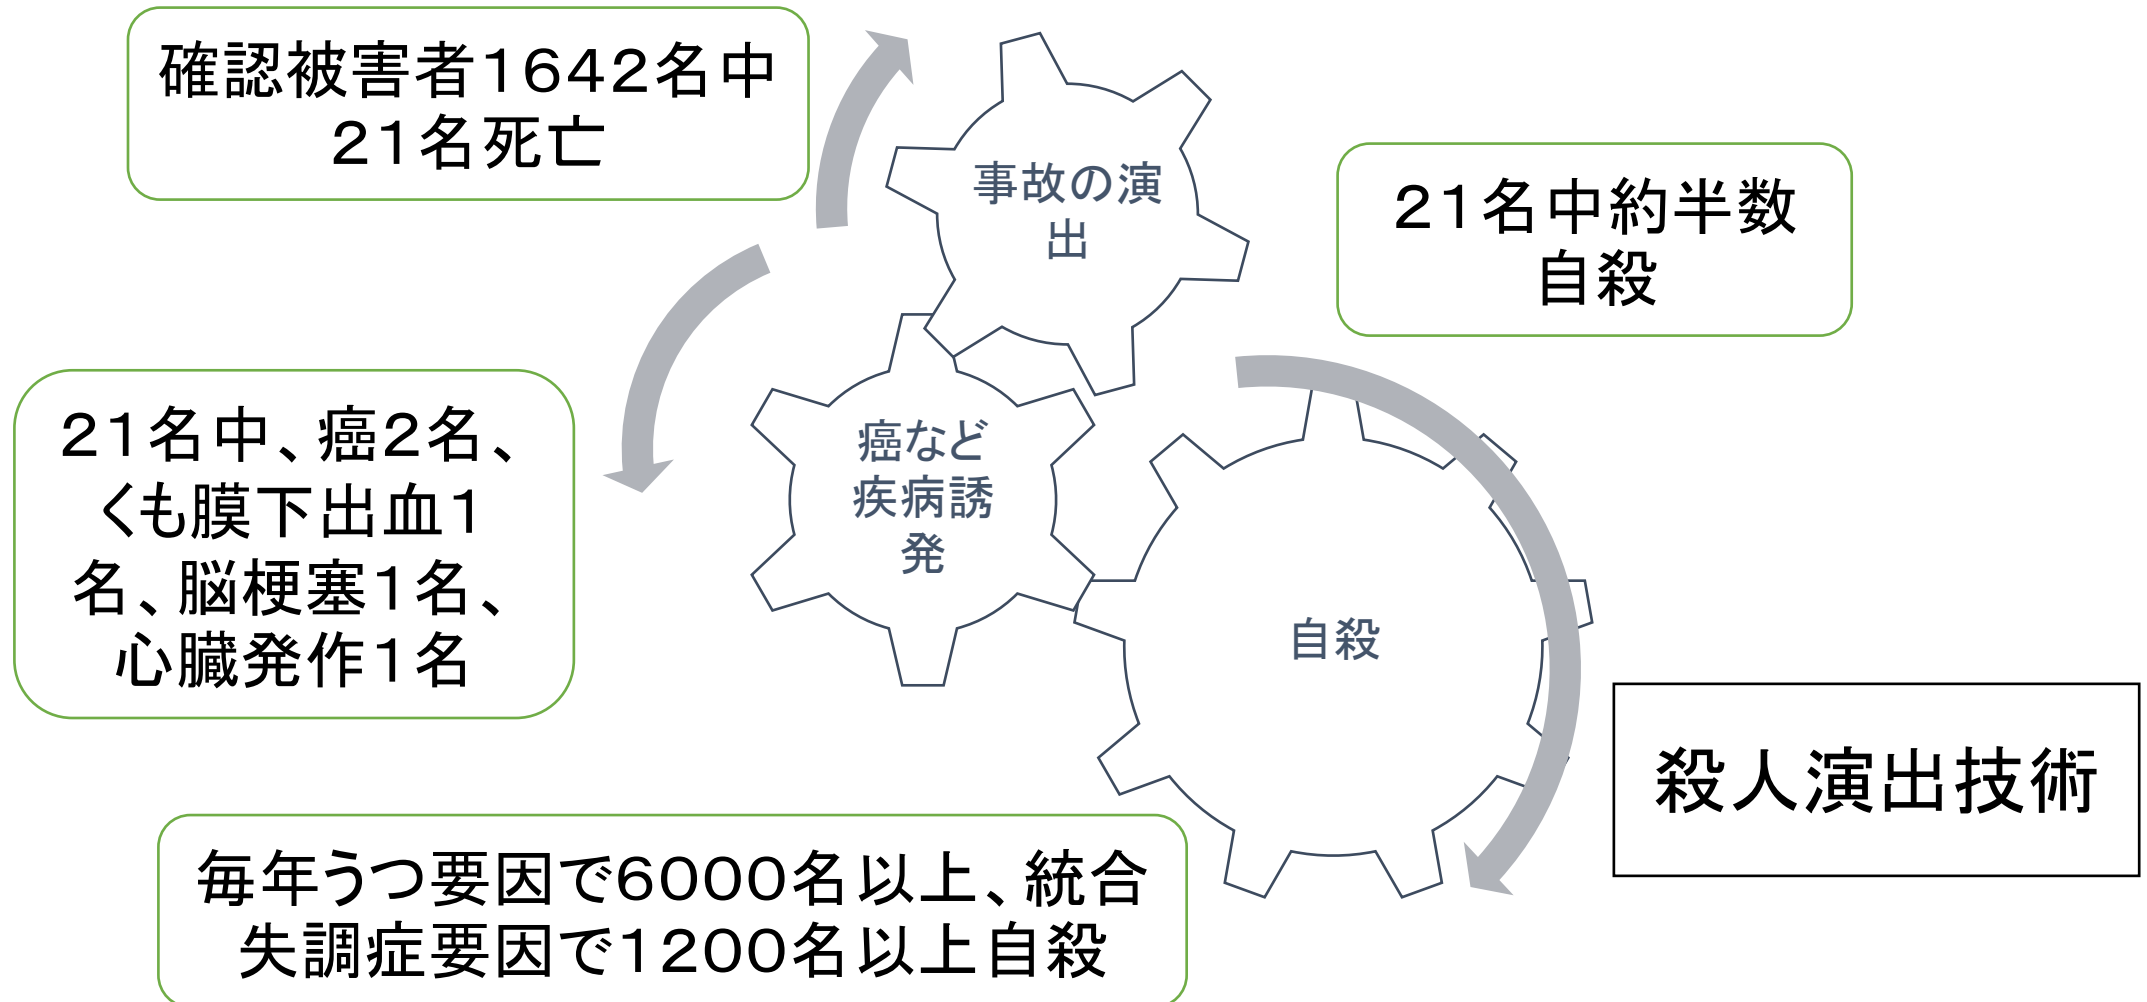 確認被害者1642名中
21名死亡
事故の演
出
21名中約半数
自殺
21名中、癌2名、
くも膜下出血1
名、脳梗塞1名、
心臓発作1名
癌など
疾病誘
発
自殺
殺人演出技術
毎年うつ要因で6000名以上、統合
失調症要因で1200名以上自殺